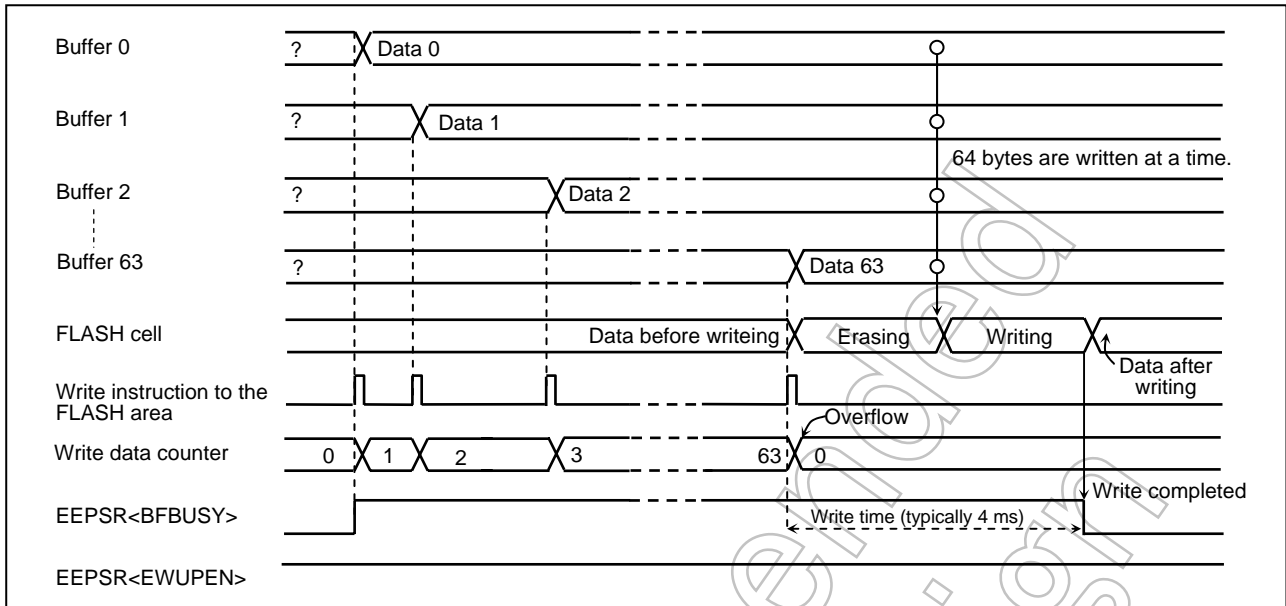 Buffer 0
? Data 0
Buffer 1
? Data 1
64 bytes are written at a time.
Buffer 2
? Data 2
Buffer 63
? Data 63
FLASH cell
Data before writeing Erasing Writing
Data after
writing
Write instruction to the
FLASH area
Overflow
Write data counter
0 1 2 3 63 0
Write completed
EEPSR<BFBUSY>
Write time (typically 4 ms)
EEPSR<EWUPEN>